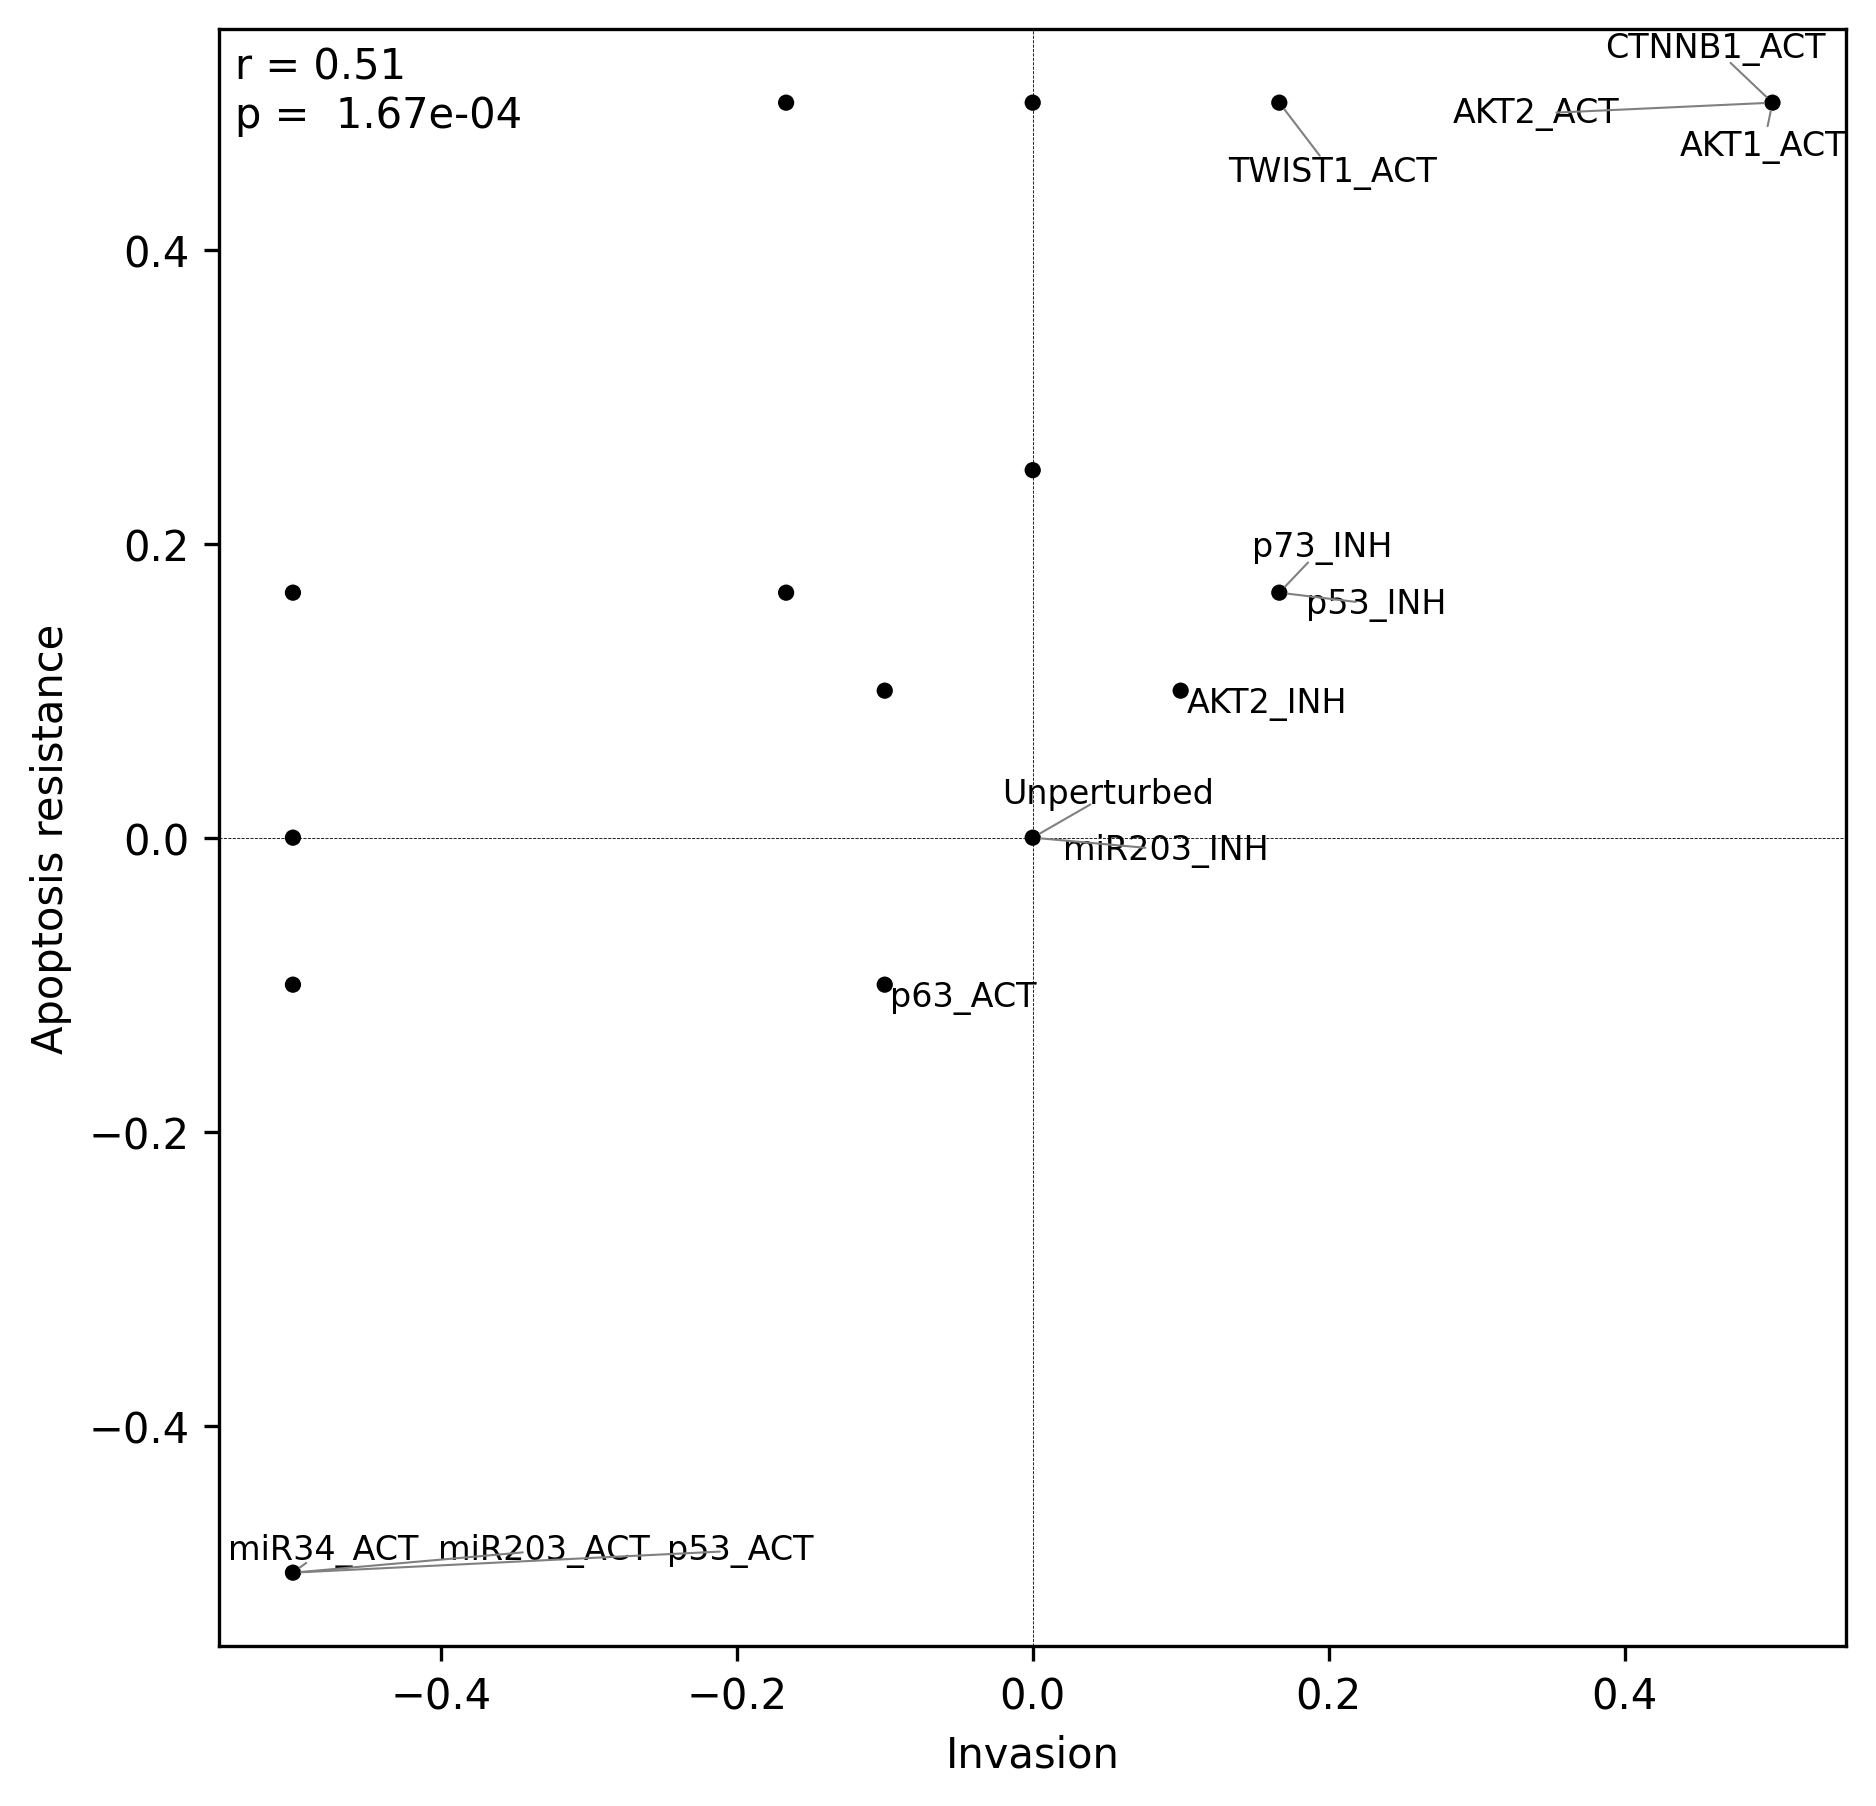 r = 0.51
p =  1.67e-04
CTNNB1_ACT
AKT2_ACT
AKT1_ACT
TWIST1_ACT
0.4
p73_INH
0.2
p53_INH
AKT2_INH
Unperturbed
0.0
miR203_INH
p63_ACT
Apoptosis resistance
−0.2
−0.4
miR34_ACT miR203_ACT p53_ACT
−0.4 −0.2 0.0 0.2 0.4
Invasion